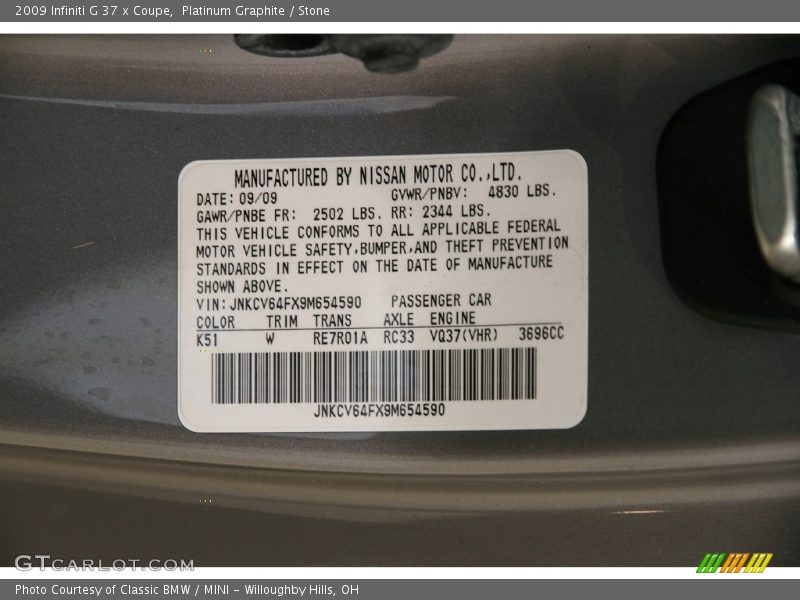 2009 Infiniti G 37 x Coupe,  Platinum Graphite / Stone
MANUFACTURED BY NISSAN MOTOR CO.,LTD.
DATE: 09/09 GVWR/PNBV: 4830 LBS.
GAWR/PNBE FR: 2502 LBS. RR: 2344 LBS.
THIS VEHICLE CONFORMS TO ALL APPLICABLE FEDERAL
MOTOR VEHICLE SAFETY,BUMPER,AND THEFT PREVENTION
STANDARDS IN EFFECT ON THE DATE OF MANUFACTURE
SHOWN ABOVE.
VIN: JNKCV64FX9M654590 PASSENGER CAR
COLOR TRIM TRANS AXLE ENGINE
K51 W RE7R01A RC33 VQ37(VHR) 3696CC
JNKCV64FX9M654590
GTCARLOT.COM
Photo Courtesy of Classic BMW / MINI - Willoughby Hills, OH